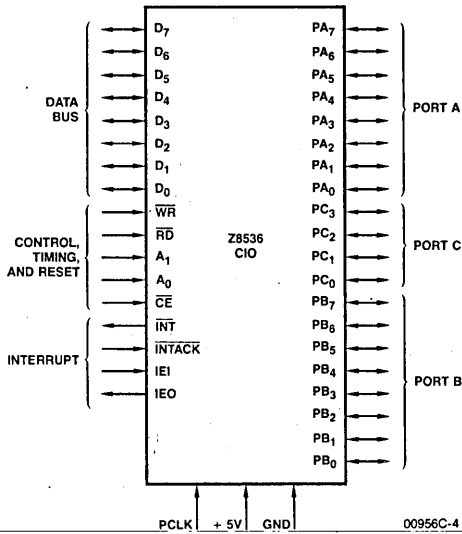 DATA
BUS
D7
D6
D5
D4
D3
D2
D1
D0
CONTROL,
TIMING,
AND RESET
WR
RD
A1
A0
CE
INTERRUPT
INT
INTACK
IEI
IEO
Z8536
CIO
PA7
PA6
PA5
PA4
PA3
PA2
PA1
PA0
PORT A
PC3
PC2
PC1
PC0
PORT C
PB7
PB6
PB5
PB4
PB3
PB2
PB1
PB0
PORT B
PCLK
+ 5V
GND
00956C-4